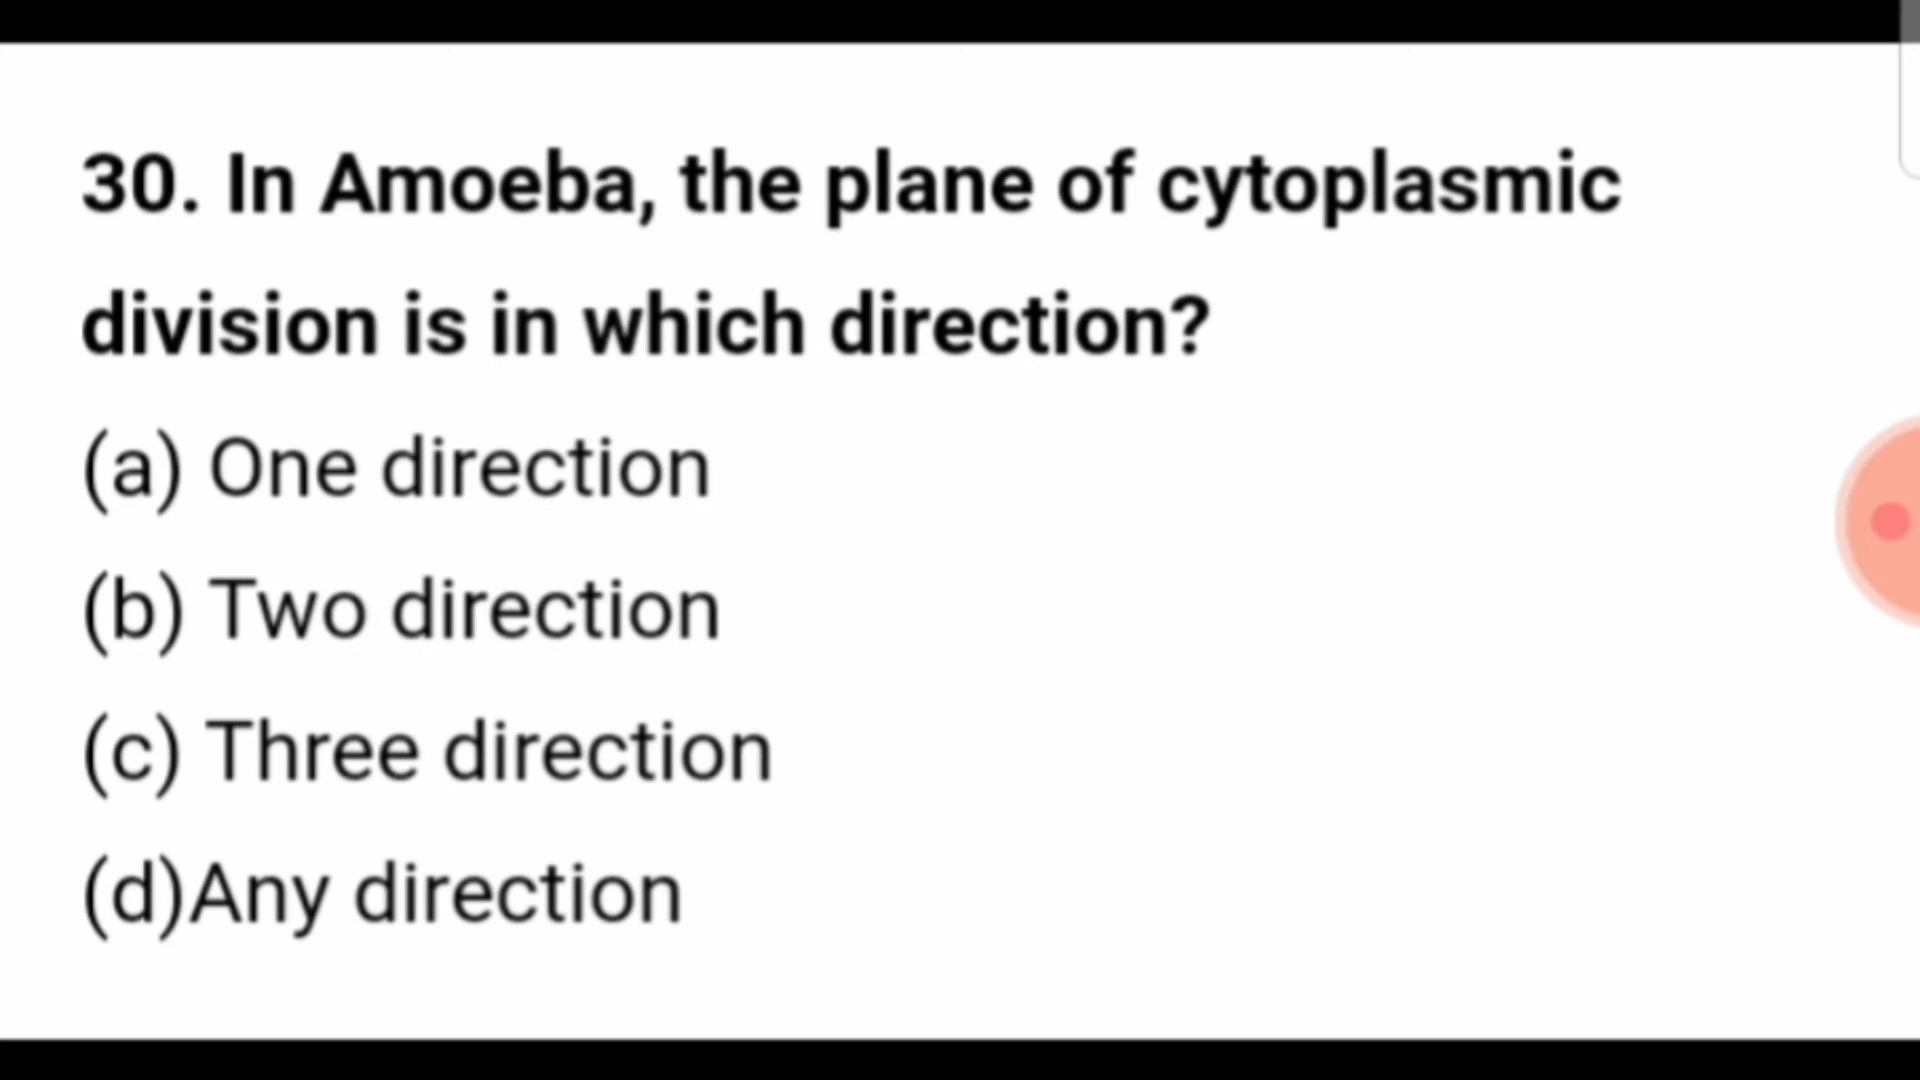 30. In Amoeba, the plane of cytoplasmic
division is in which direction?
(a) One direction
(b) Two direction
(c) Three direction
(d)Any direction